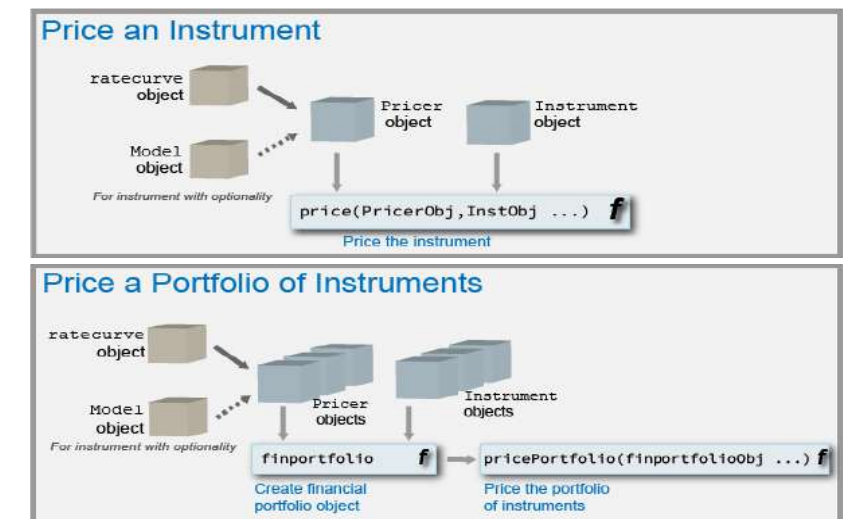 Price an Instrument
ratecurve
object
Pricer
object
Instrument
object
Model
object
For instrument with optionality
price(PricerObj,InstObj ...) f
Price the instrument
Price a Portfolio of Instruments
ratecurve
object
Pricer
objects
Instrument
objects
Model
object
For instrument with optionality
finportfolio f
pricePortfolio(finportfolioObj ...) f
Create financial
portfolio object
Price the portfolio
of instruments